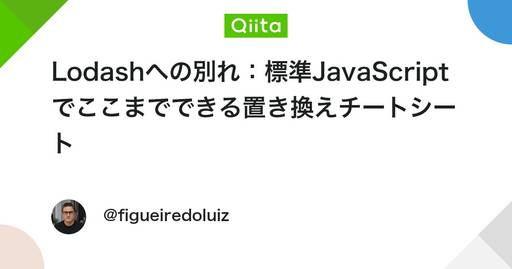 Qiita
Lodashへの別れ：標準JavaScript
でここまでできる置き換えチートシー
ト
@figueiredoluiz